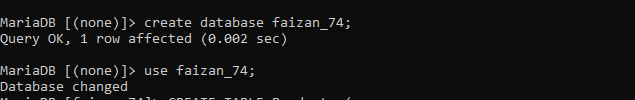 MariaDB [(none)]> create database faizan_74;
Query OK, 1 row affected (0.002 sec)
MariaDB [(none)]> use faizan_74;
Database changed